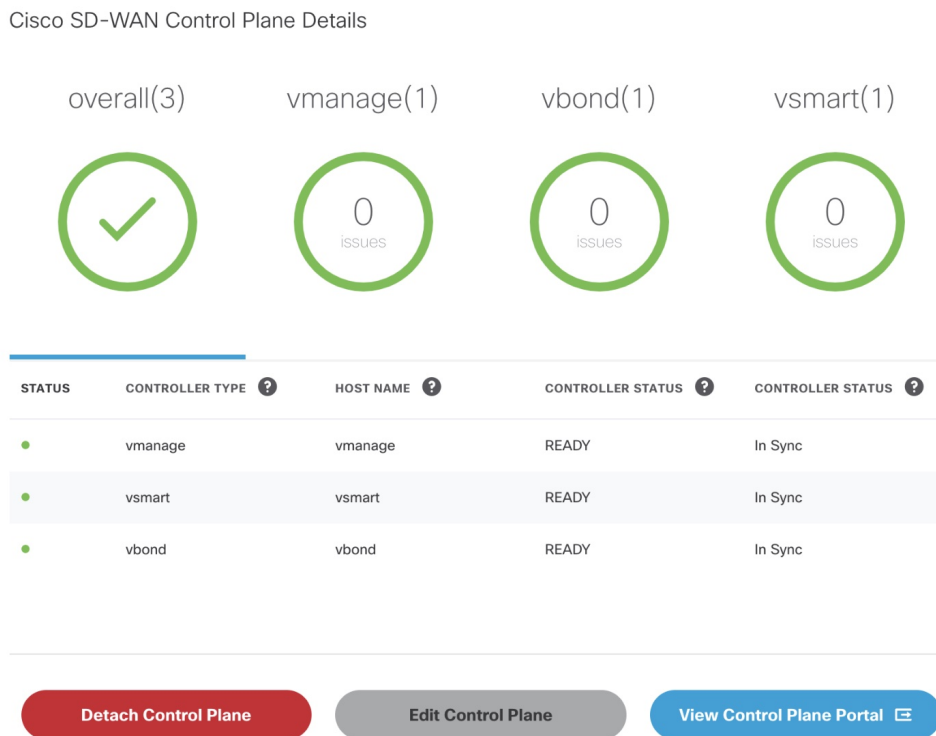 Cisco SD-WAN Control Plane Details
overall(3) vmanage(1) vbond(1) vsmart(1)
0 0 0
issues issues issues
STATUS CONTROLLER TYPE ? HOST NAME ? CONTROLLER STATUS ? CONTROLLER STATUS ?
vmanage vmanage READY In Sync
vsmart vsmart READY In Sync
vbond vbond READY In Sync
Detach Control Plane Edit Control Plane View Control Plane Portal